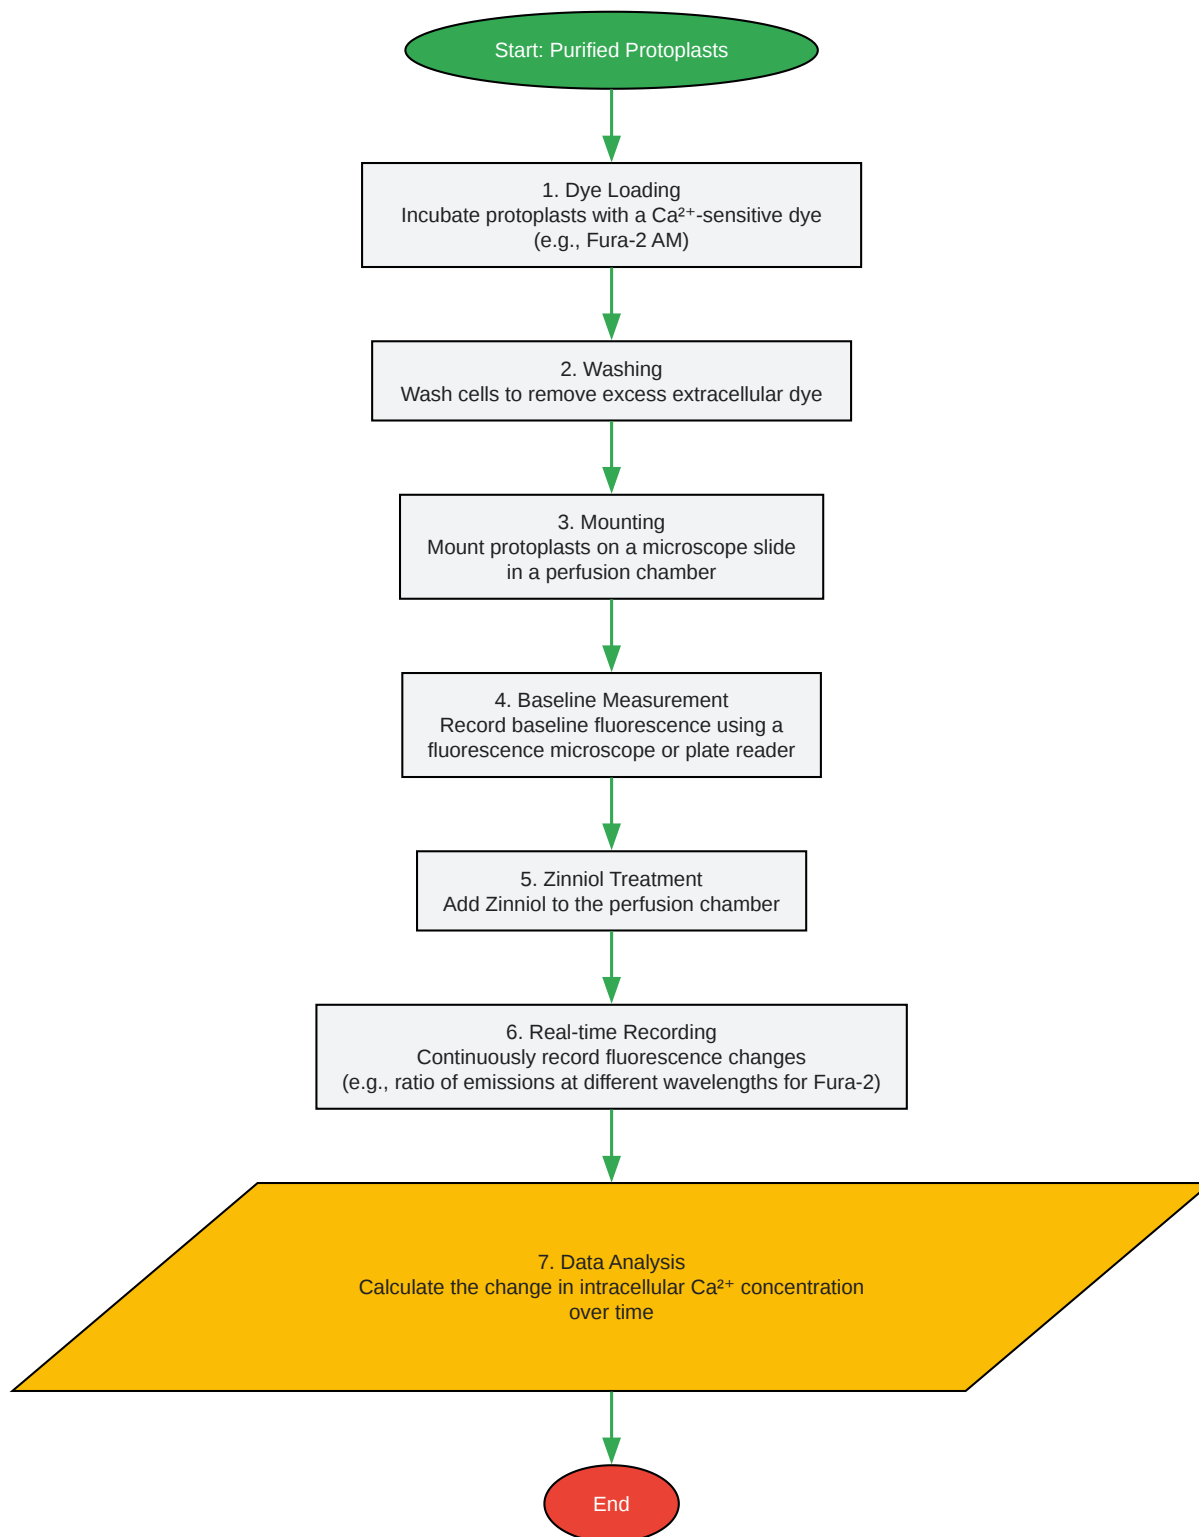 Start: Purified Protoplasts
1. Dye Loading
Incubate protoplasts with a Ca²⁺-sensitive dye
(e.g., Fura-2 AM)
2. Washing
Wash cells to remove excess extracellular dye
3. Mounting
Mount protoplasts on a microscope slide
in a perfusion chamber
4. Baseline Measurement
Record baseline fluorescence using a
fluorescence microscope or plate reader
5. Zinniol Treatment
Add Zinniol to the perfusion chamber
6. Real-time Recording
Continuously record fluorescence changes
(e.g., ratio of emissions at different wavelengths for Fura-2)
7. Data Analysis
Calculate the change in intracellular Ca²⁺ concentration
over time
End